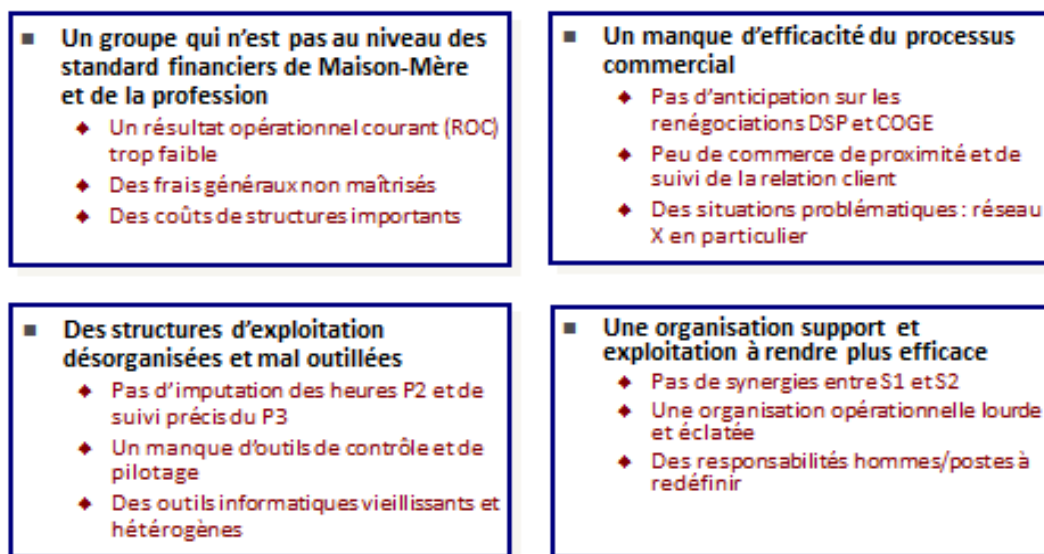 Un groupe qui n'est pas au niveau des
standard financiers de Maison-Mère
et de la profession
Un résultat opérationnel courant (ROC)
trop faible
Des frais généraux non maîtrisés
Des coûts de structures importants
Un manque d'efficacité du processus
commercial
Pas d'anticipation sur les
renégociations DSP et COGE
Peu de commerce de proximité et de
suivi de la relation client
Des situations problématiques : réseau
X en particulier
Des structures d'exploitation
désorganisées et mal outillées
Pas d'imputation des heures P2 et de
suivi précis du P3
Un manque d'outils de contrôle et de
pilotage
Des outils informatiques vieillissants et
hétérogènes
Une organisation support et
exploitation à rendre plus efficace
Pas de synergies entre S1 et S2
Une organisation opérationnelle lourde
et éclatée
Des responsabilités hommes/postes à
redéfinir